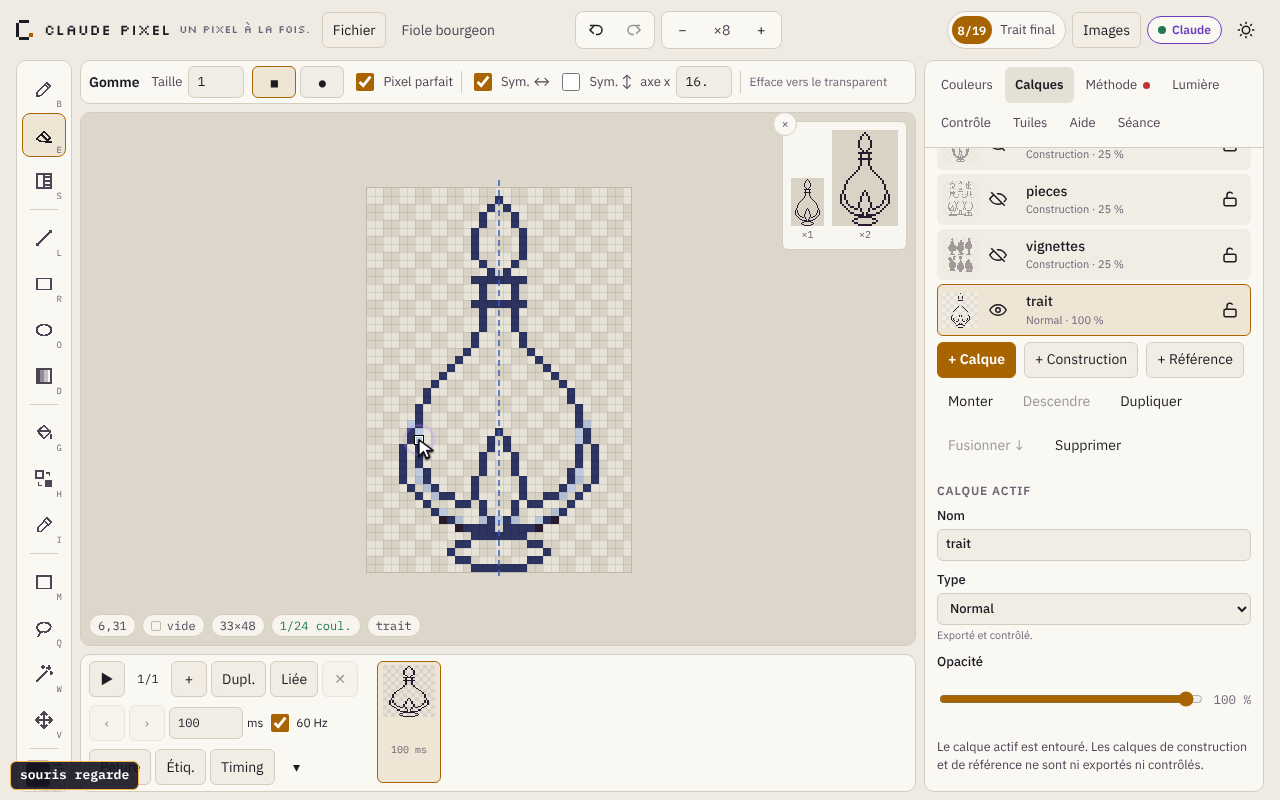 CLAUDE PIXEL
UN PIXEL À LA FOIS.
Fichier
Fiole bourgeon
− ×8 +
8/19 Trait final
Images
Claude
Gomme
Taille 1
Pixel parfait
Sym. ↔
Sym. ↕ axe x 16.
Efface vers le transparent
B
E
S
L
R
O
D
G
H
I
M
Q
W
V
×1
×2
6,31
vide
33×48
1/24 coul.
trait
1/1
+
Dupl.
Liée
×
‹
›
100 ms
60 Hz
Étiq.
Timing
▼
100 ms
souris regarde
Couleurs
Calques
Méthode
Lumière
Contrôle
Tuiles
Aide
Séance
Construction · 25 %
pieces
Construction · 25 %
vignettes
Construction · 25 %
trait
Normal · 100 %
+ Calque
+ Construction
+ Référence
Monter
Descendre
Dupliquer
Fusionner ↓
Supprimer
CALQUE ACTIF
Nom
trait
Type
Normal
Exporté et contrôlé.
Opacité
100 %
Le calque actif est entouré. Les calques de construction
et de référence ne sont ni exportés ni contrôlés.